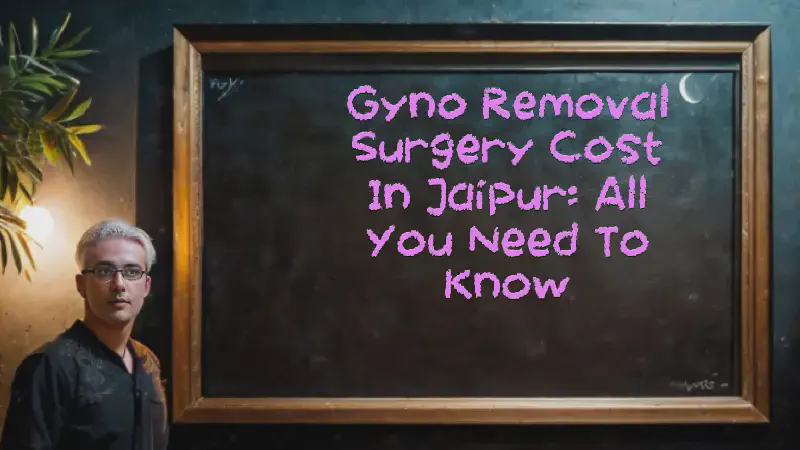 Gyno Removal
Surgery Cost
In Jaipur: All
You Need To
Know